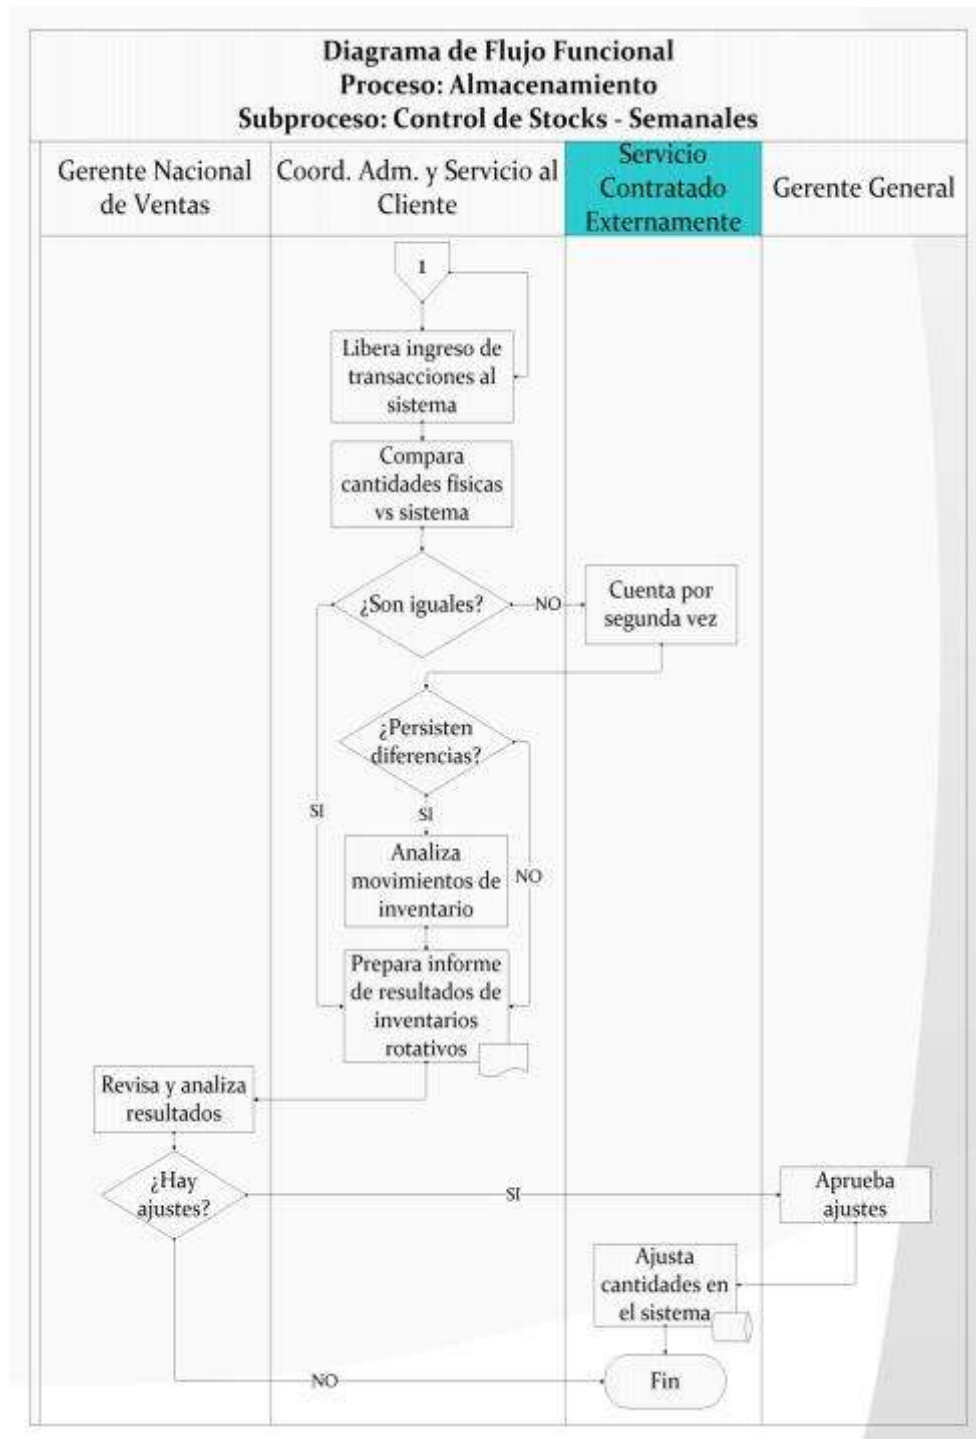 Diagrama de Flujo Funcional
Proceso: Almacenamiento
Subproceso: Control de Stocks - Semanales
Gerente Nacional
de Ventas
Coord. Adm. y Servicio al
Cliente
Servicio
Contratado
Externamente
Gerente General
1
Libera ingreso de
transacciones al
sistema
Compara
cantidades fisicas
vs sistema
¿Son iguales?
NO
Cuenta por
segunda vez
¿Persisten
diferencias?
SI
SI
Analiza
movimientos de
inventario
NO
Prepara informe
de resultados de
inventarios
rotativos
Revisa y analiza
resultados
¿Hay
ajustes?
SI
Aprueba
ajustes
Ajusta
cantidades en
el sistema
NO
Fin